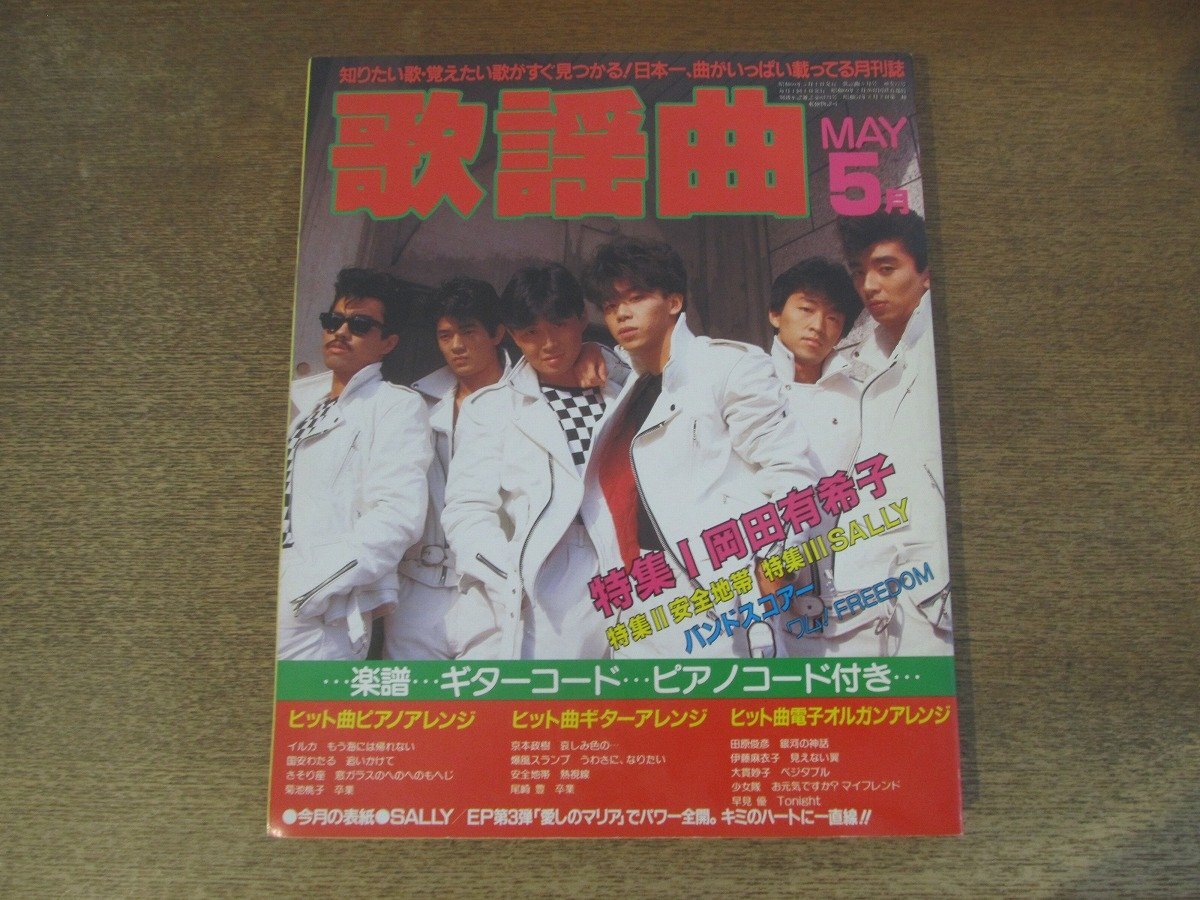 知りたい歌・覚えたい歌がすぐ見つかる!日本一、曲がいっぱい載ってる月刊誌
歌謡曲
MAY
5月
特集I岡田有希子
特集II安全地帯 特集III SALLY
バンドスコアー
ワム! FREEDOM
…楽譜…ギターコード…ピアノコード付き…
ヒット曲ピアノアレンジ
イルカ もう海には帰れない
国安わたる 追いかけて
さそり座 窓ガラスのへのへのもへじ
菊池桃子 卒業
ヒット曲ギターアレンジ
京本政樹 哀しみ色の…
爆風スランプ うわさに、なりたい
安全地帯 熱視線
尾崎 豊 卒業
ヒット曲電子オルガンアレンジ
田原俊彦 銀河の神話
伊藤麻衣子 見えない翼
大貫妙子 ベジタブル
少女隊 お元気ですか?マイフレンド
早見 優 Tonight
●今月の表紙●SALLY/EP第3弾「愛しのマリア」でパワー全開。キミのハートに一直線!!